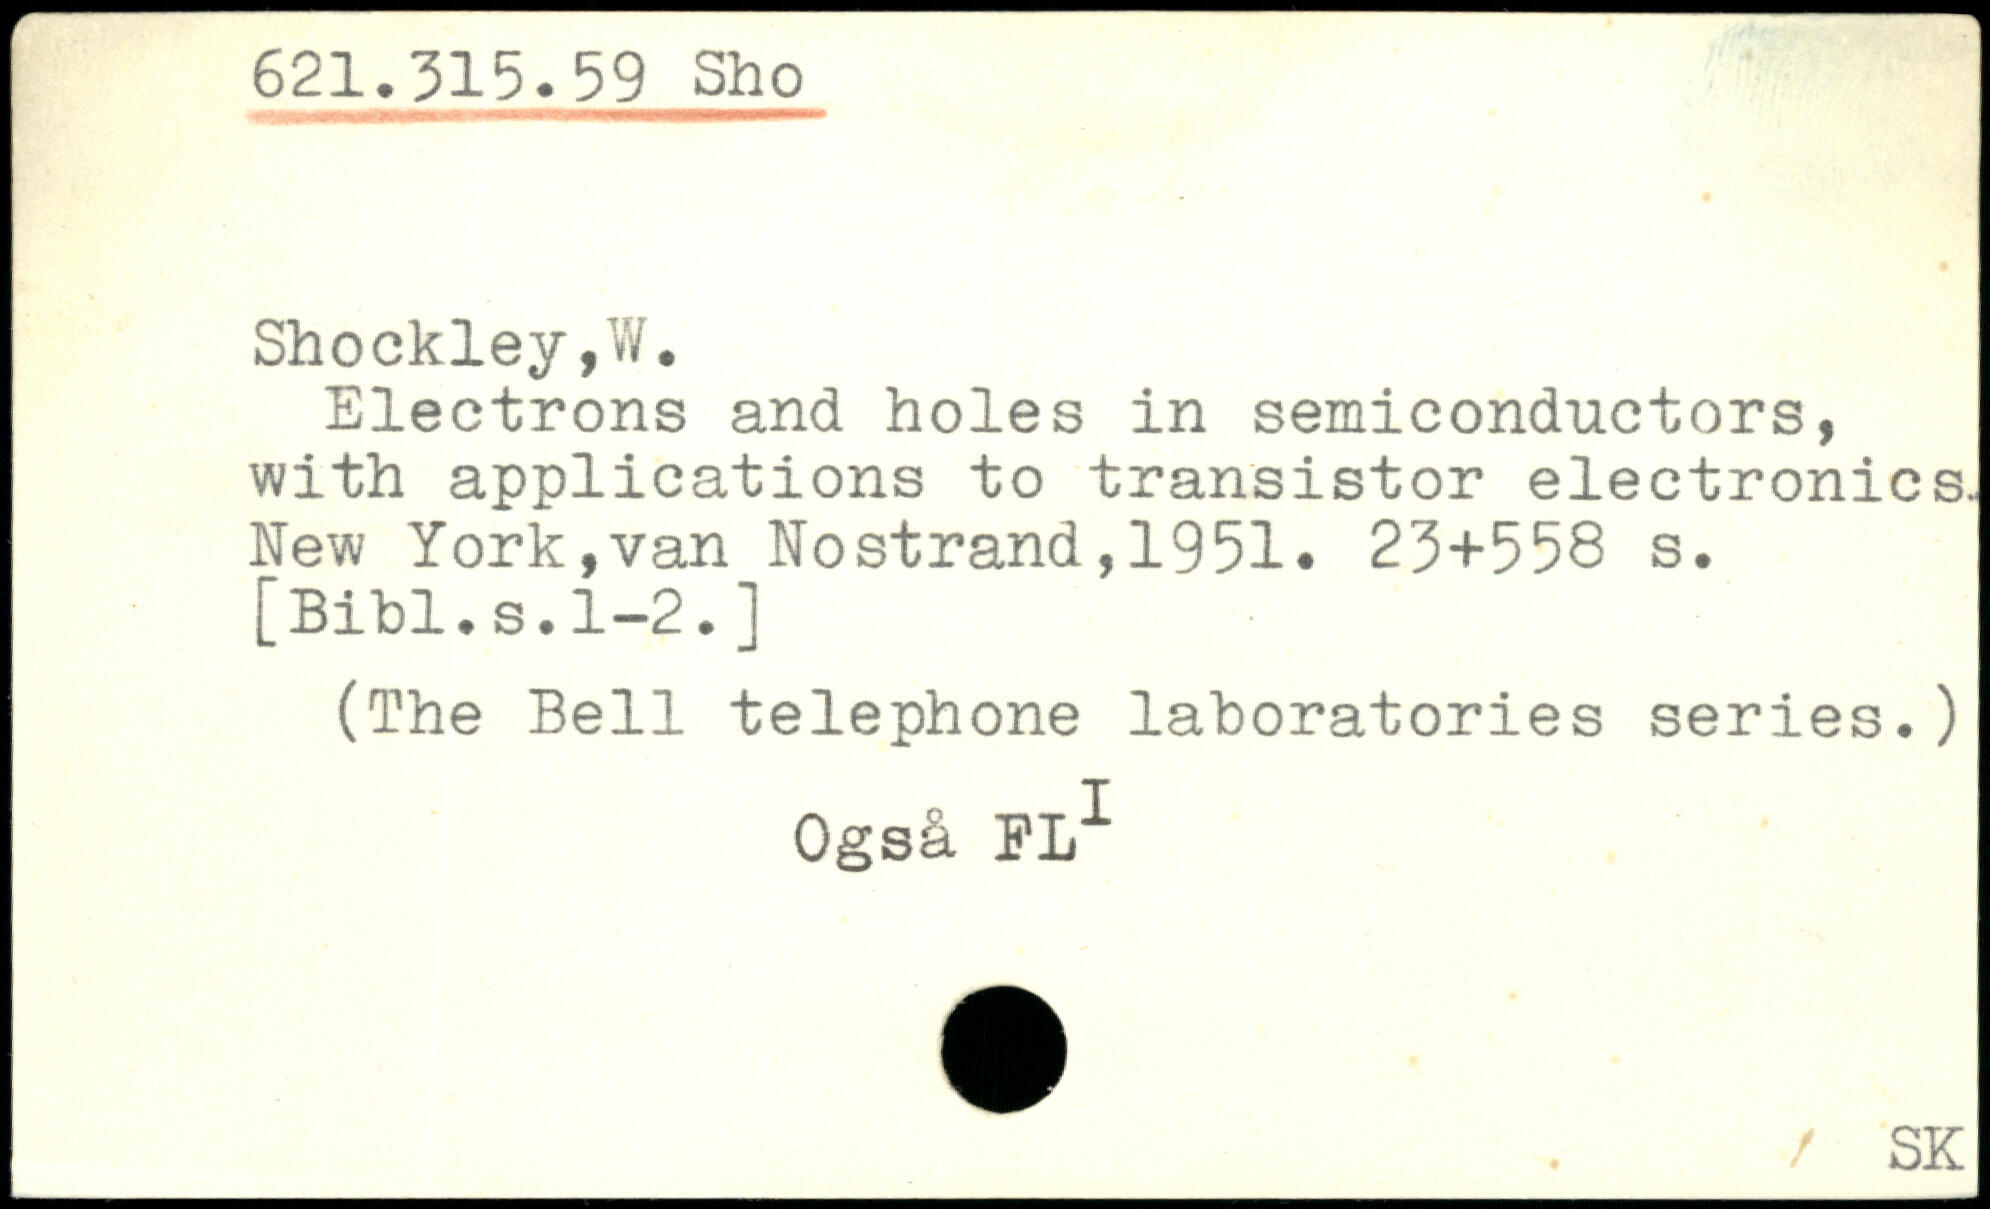 621.315.59 Sho
Shockley,W.
Electrons and holes in semiconductors,
with applications to transistor electronics.
New York,van Nostrand,1951. 23+558 s.
[Bibl.s.1-2.]
(The Bell telephone laboratories series.)
Også FL^I
SK